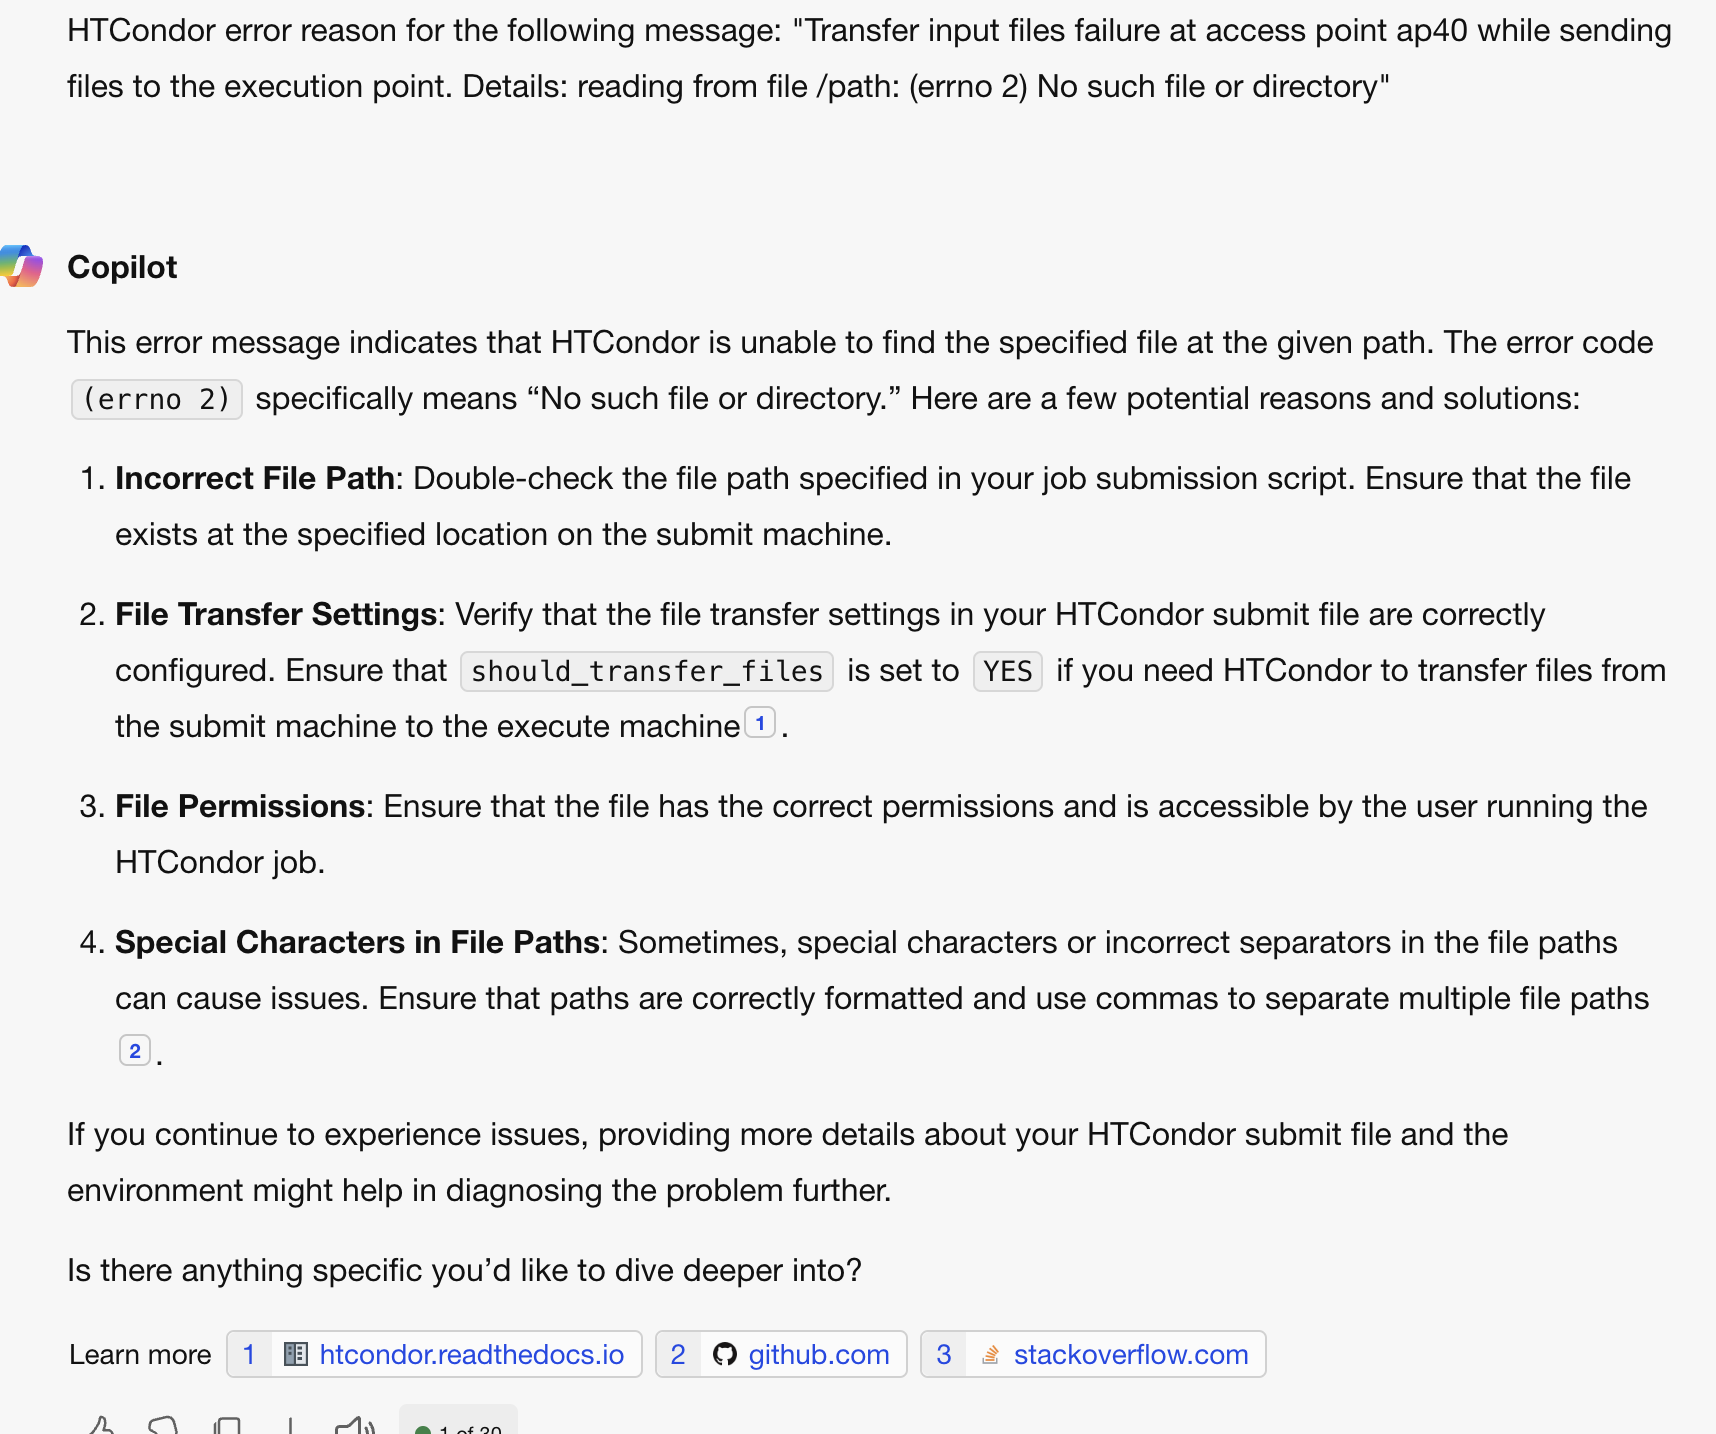 HTCondor error reason for the following message: "Transfer input files failure at access point ap40 while sending
files to the execution point. Details: reading from file /path: (errno 2) No such file or directory"
Copilot
This error message indicates that HTCondor is unable to find the specified file at the given path. The error code
(errno 2) specifically means “No such file or directory.” Here are a few potential reasons and solutions:
1. Incorrect File Path: Double-check the file path specified in your job submission script. Ensure that the file
exists at the specified location on the submit machine.
2. File Transfer Settings: Verify that the file transfer settings in your HTCondor submit file are correctly
configured. Ensure that should_transfer_files is set to YES if you need HTCondor to transfer files from
the submit machine to the execute machine 1 .
3. File Permissions: Ensure that the file has the correct permissions and is accessible by the user running the
HTCondor job.
4. Special Characters in File Paths: Sometimes, special characters or incorrect separators in the file paths
can cause issues. Ensure that paths are correctly formatted and use commas to separate multiple file paths
2 .
If you continue to experience issues, providing more details about your HTCondor submit file and the
environment might help in diagnosing the problem further.
Is there anything specific you’d like to dive deeper into?
Learn more 1 htcondor.readthedocs.io 2 github.com 3 stackoverflow.com
1 of 30